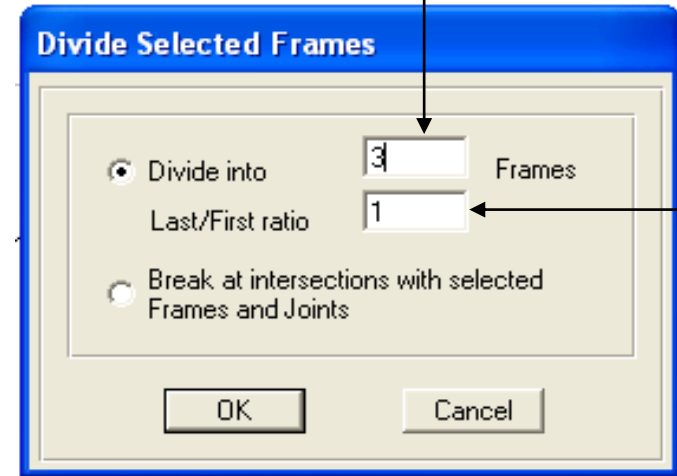 Divide Selected Frames
Divide into 3 Frames
Last/First ratio 1
Break at intersections with selected
Frames and Joints
OK Cancel